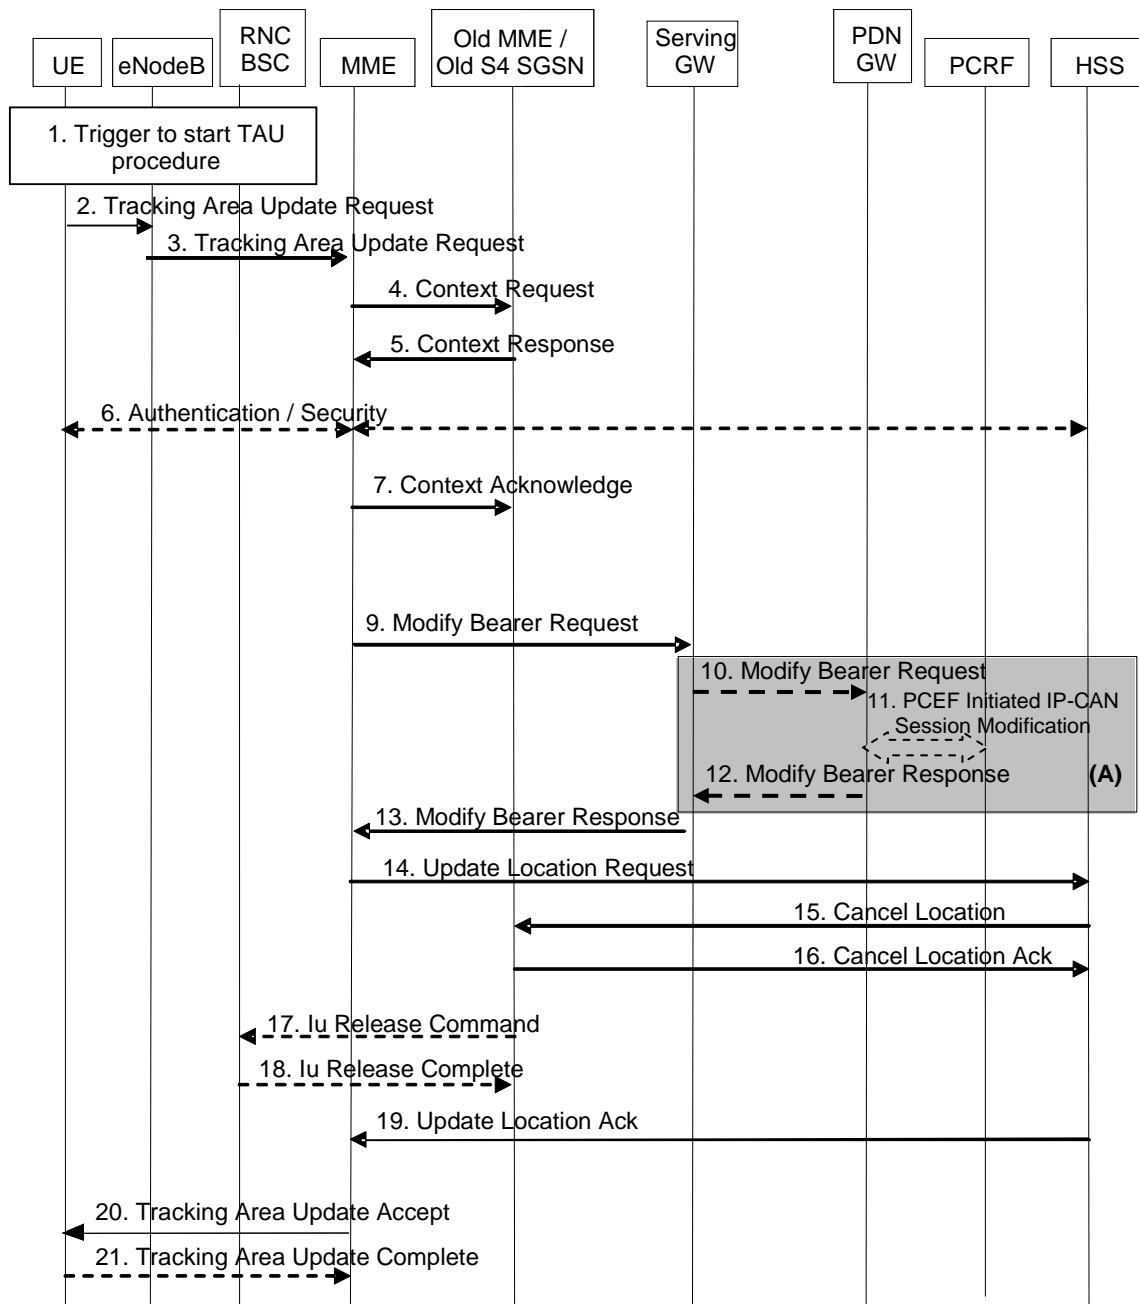 UE
eNodeB
RNC
BSC
MME
Old MME /
Old S4 SGSN
Serving
GW
PDN
GW
PCRF
HSS
1. Trigger to start TAU
procedure
2. Tracking Area Update Request
3. Tracking Area Update Request
4. Context Request
5. Context Response
6. Authentication / Security
7. Context Acknowledge
9. Modify Bearer Request
10. Modify Bearer Request
11. PCEF Initiated IP-CAN
Session Modification
12. Modify Bearer Response
(A)
13. Modify Bearer Response
14. Update Location Request
15. Cancel Location
16. Cancel Location Ack
17. Iu Release Command
18. Iu Release Complete
19. Update Location Ack
20. Tracking Area Update Accept
21. Tracking Area Update Complete